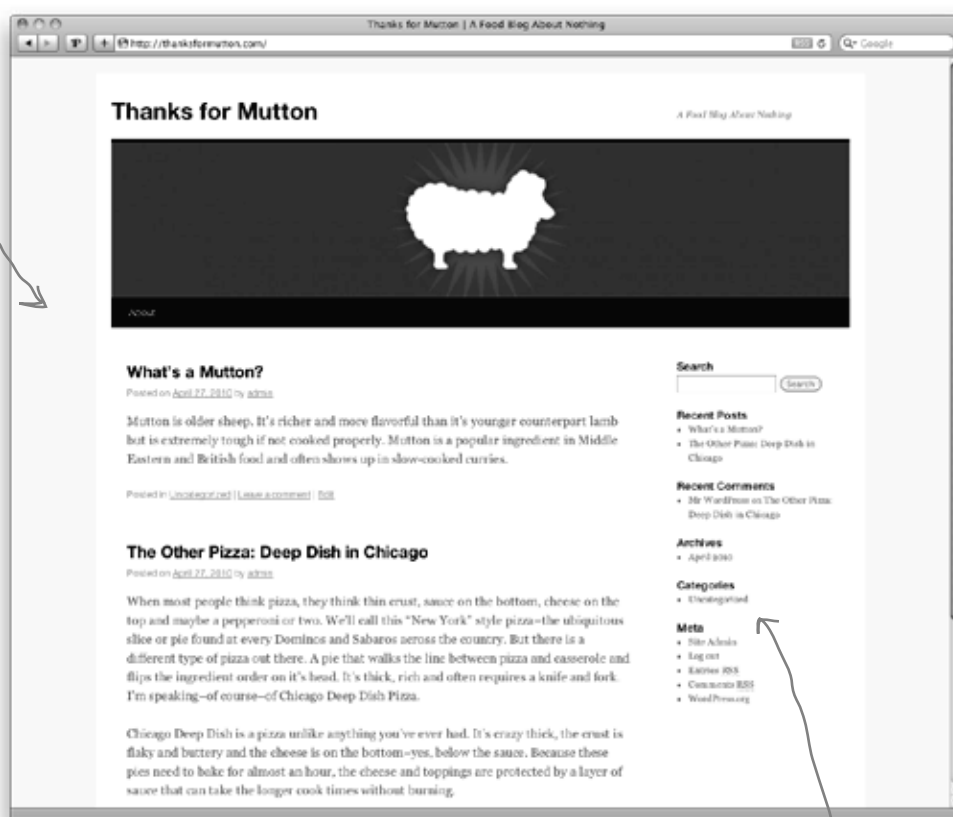 Thanks for Mutton | A Food Blog About Nothing
http://thanksformutton.com/
RSS
Google
Thanks for Mutton
A Food Blog About Nothing
About
What's a Mutton?
Posted on April 27, 2010 by admin
Mutton is older sheep. It's richer and more flavorful than it's younger counterpart lamb
but is extremely tough if not cooked properly. Mutton is a popular ingredient in Middle
Eastern and British food and often shows up in slow-cooked curries.
Posted in Uncategorized | Leave a comment | Edit
The Other Pizza: Deep Dish in Chicago
Posted on April 27, 2010 by admin
When most people think pizza, they think thin crust, sauce on the bottom, cheese on the
top and maybe a pepperoni or two. We'll call this "New York" style pizza–the ubiquitous
slice or pie found at every Dominos and Sabaros across the country. But there is a
different type of pizza out there. A pie that walks the line between pizza and casserole and
flips the ingredient order on it's head. It's thick, rich and often requires a knife and fork.
I'm speaking–of course–of Chicago Deep Dish Pizza.
Chicago Deep Dish is a pizza unlike anything you've ever had. It's crazy thick, the crust is
flaky and buttery and the cheese is on the bottom–yes, below the sauce. Because these
pies need to bake for almost an hour, the cheese and toppings are protected by a layer of
sauce that can take the longer cook times without burning.
Search
Search
Recent Posts
What's a Mutton?
The Other Pizza: Deep Dish in
Chicago
Recent Comments
Mr WordPress on The Other Pizza:
Deep Dish in Chicago
Archives
April 2010
Categories
Uncategorized
Meta
Site Admin
Log out
Entries RSS
Comments RSS
WordPress.org